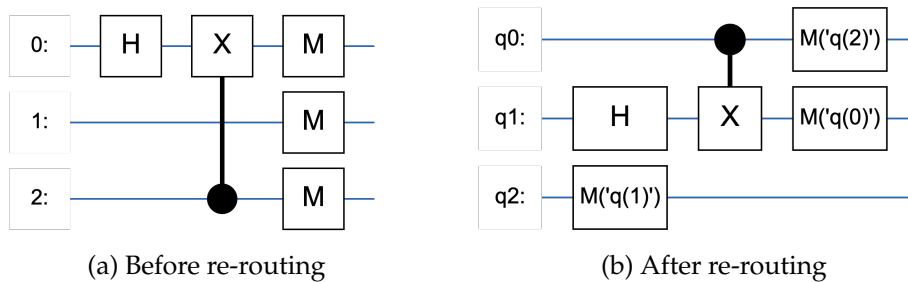 0: H X M
1: M
2: M
(a) Before re-routing
q0: M('q(2)')
q1: H X M('q(0)')
q2: M('q(1)')
(b) After re-routing